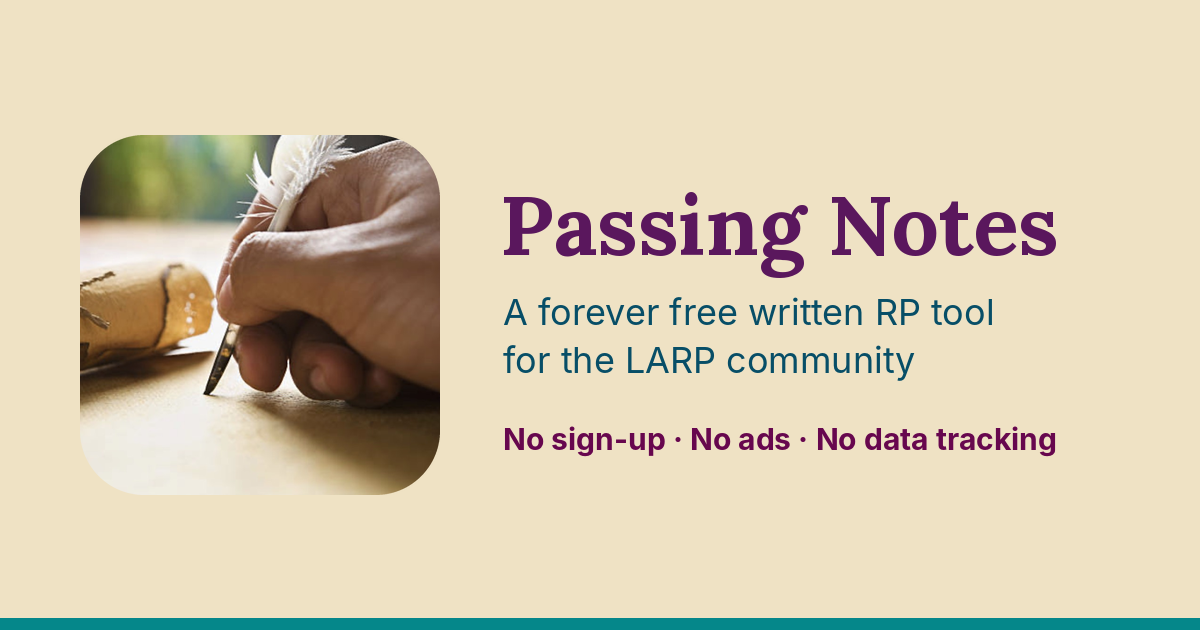 Passing Notes
A forever free written RP tool
for the LARP community
No sign-up · No ads · No data tracking